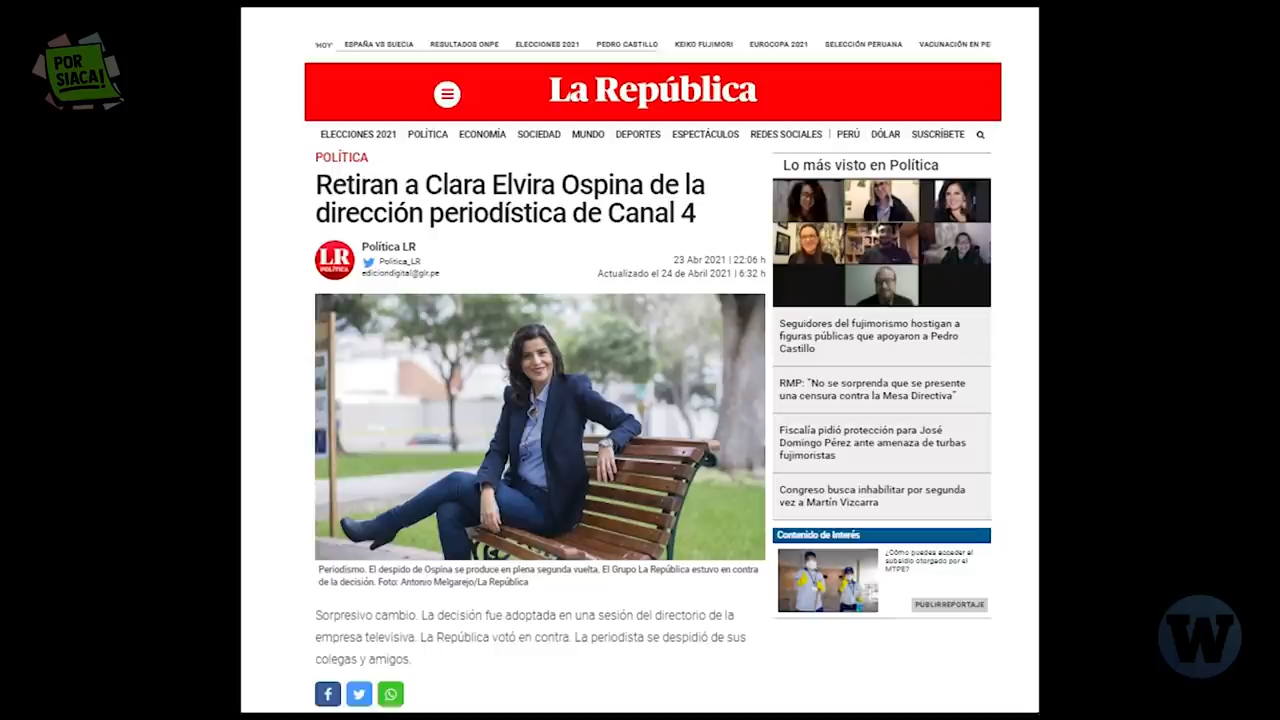 POR
SIACA!
'HOY' ESPAÑA VS SUECIA RESULTADOS ONPE ELECCIONES 2021 PEDRO CASTILLO KEIKO FUJIMORI EUROCOPA 2021 SELECCIÓN PERUANA VACUNACIÓN EN PE
La República
ELECCIONES 2021 POLÍTICA ECONOMÍA SOCIEDAD MUNDO DEPORTES ESPECTÁCULOS REDES SOCIALES PERÚ DÓLAR SUSCRÍBETE
POLÍTICA
Retiran a Clara Elvira Ospina de la
dirección periodística de Canal 4
LR
POLÍTICA
Política LR
Politica_LR
ediciondigital@glr.pe
23 Abr 2021 | 22:06 h
Actualizado el 24 de Abril 2021 | 6:32 h
Periodismo. El despido de Ospina se produce en plena segunda vuelta. El Grupo La República estuvo en contra
de la decisión. Foto: Antonio Melgarejo/La República
Sorpresivo cambio. La decisión fue adoptada en una sesión del directorio de la
empresa televisiva. La República votó en contra. La periodista se despidió de sus
colegas y amigos.
Lo más visto en Política
Seguidores del fujimorismo hostigan a
figuras públicas que apoyaron a Pedro
Castillo
RMP: "No se sorprenda que se presente
una censura contra la Mesa Directiva"
Fiscalía pidió protección para José
Domingo Pérez ante amenaza de turbas
fujimoristas
Congreso busca inhabilitar por segunda
vez a Martín Vizcarra
Contenido de Interés
¿Cómo puedes acceder al
subsidio otorgado por el
MTPE?
PUBLIRREPORTAJE
W